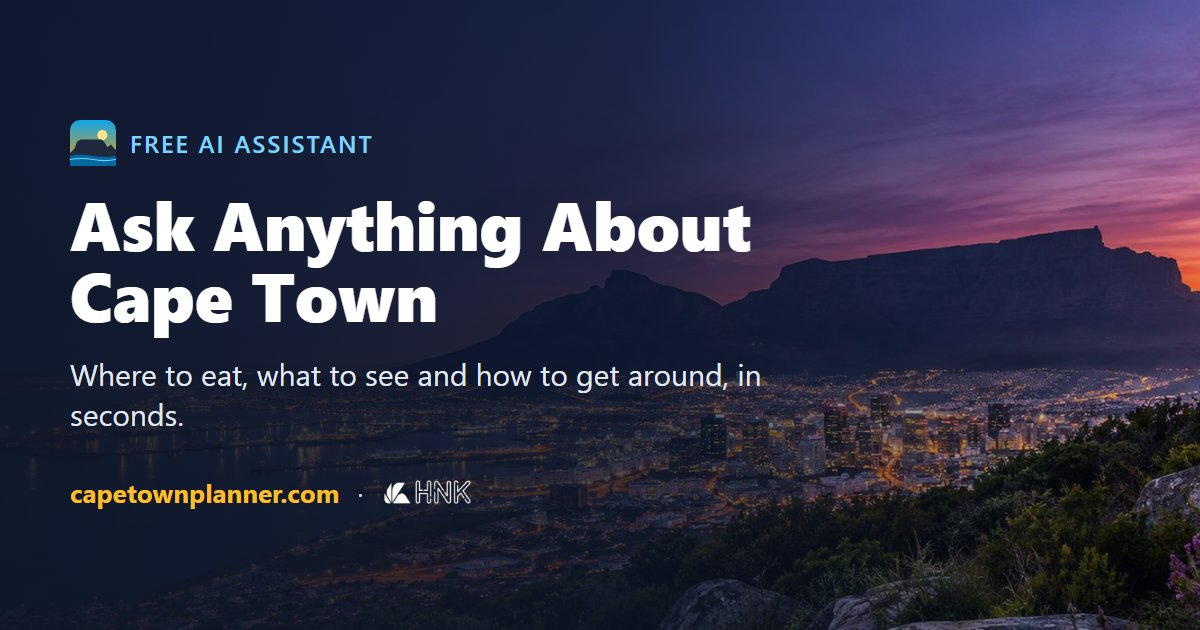 FREE AI ASSISTANT
Ask Anything About
Cape Town
Where to eat, what to see and how to get around, in
seconds.
capetownplanner.com · HNK